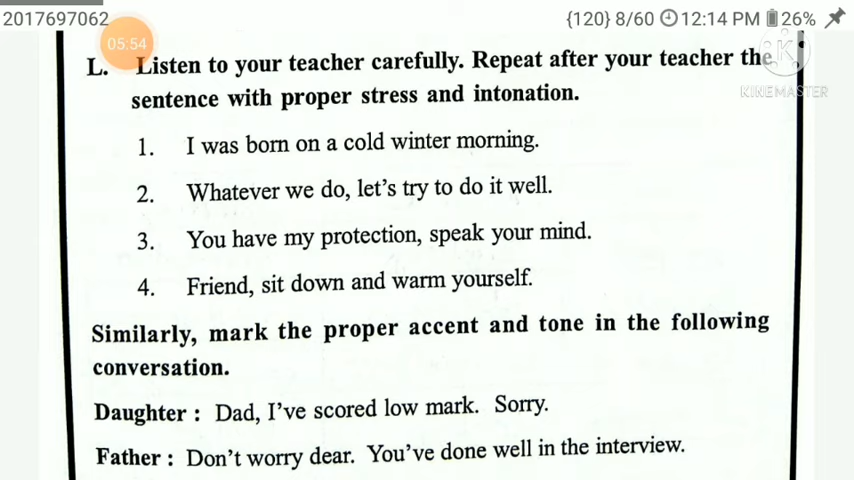 2017697062
{120} 8/60 12:14 PM 26%
05:54
KINEMASTER
L. Listen to your teacher carefully. Repeat after your teacher the
sentence with proper stress and intonation.
1. I was born on a cold winter morning.
2. Whatever we do, let's try to do it well.
3. You have my protection, speak your mind.
4. Friend, sit down and warm yourself.
Similarly, mark the proper accent and tone in the following
conversation.
Daughter : Dad, I've scored low mark. Sorry.
Father : Don't worry dear. You've done well in the interview.